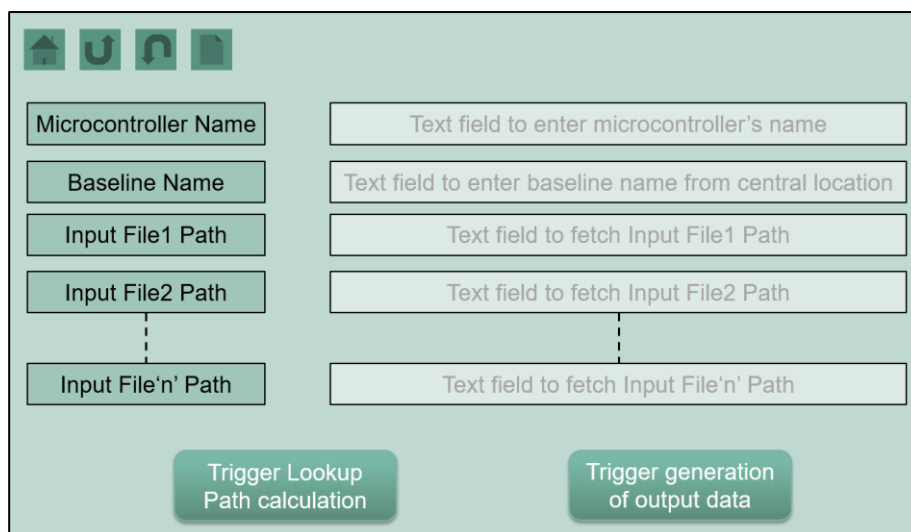 Microcontroller Name
Text field to enter microcontroller's name
Baseline Name
Text field to enter baseline name from central location
Input File1 Path
Text field to fetch Input File1 Path
Input File2 Path
Text field to fetch Input File2 Path
Input File‘n’ Path
Text field to fetch Input File‘n’ Path
Trigger Lookup
Path calculation
Trigger generation
of output data